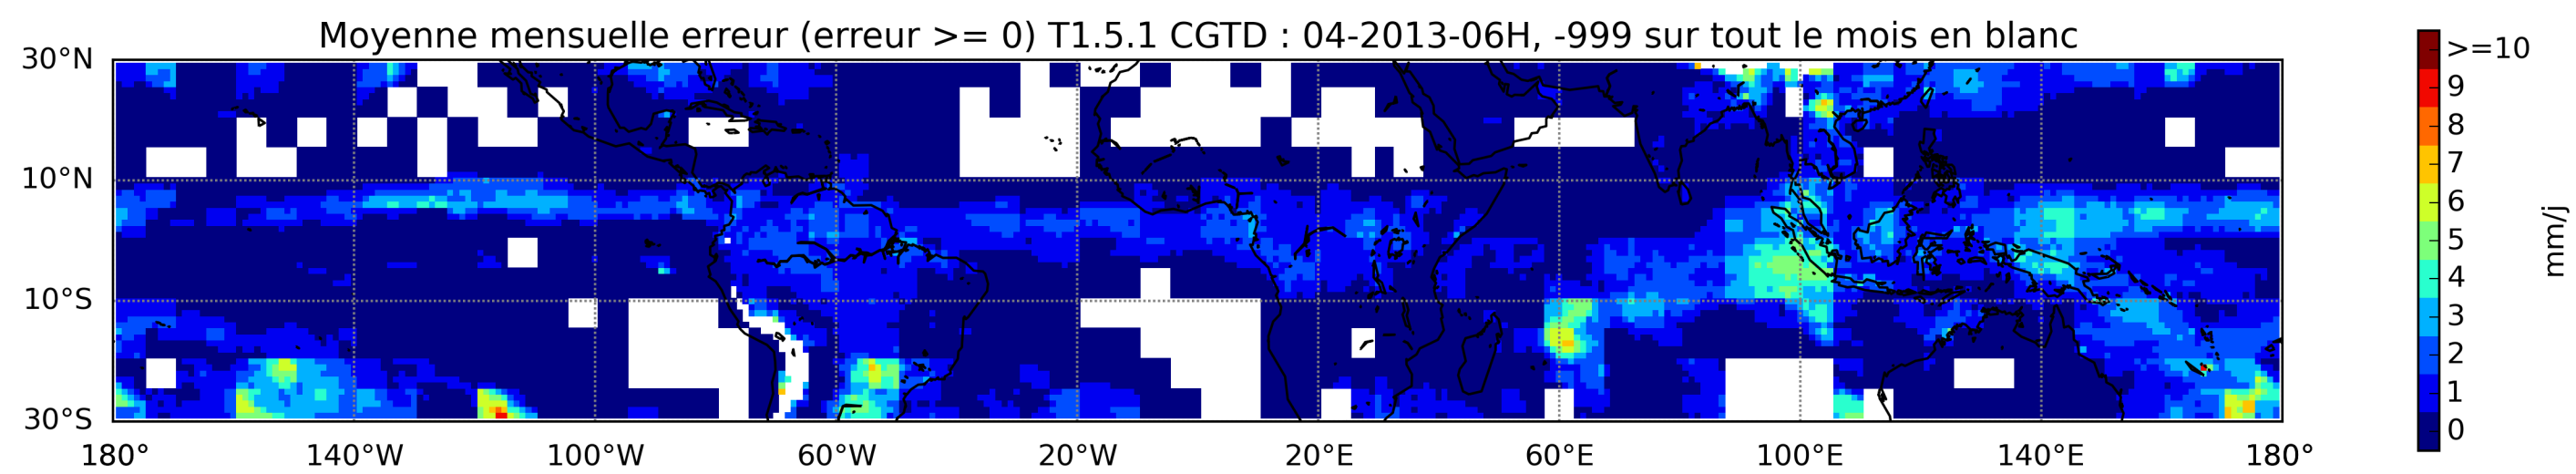 Moyenne mensuelle erreur (erreur >= 0) T1.5.1 CGTD : 04-2013-06H, -999 sur tout le mois en blanc
30°N
10°N
10°S
30°S
180° 140°W 100°W 60°W 20°W 20°E 60°E 100°E 140°E 180°
>=10
9
8
7
6
5
4
3
2
1
0
mm/j